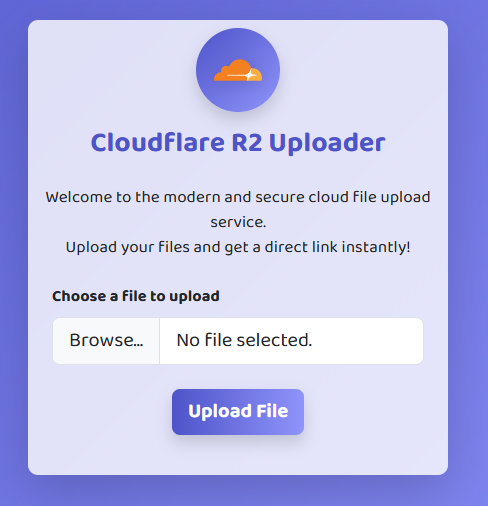 Cloudflare R2 Uploader
Welcome to the modern and secure cloud file upload
service.
Upload your files and get a direct link instantly!
Choose a file to upload
Browse... No file selected.
Upload File